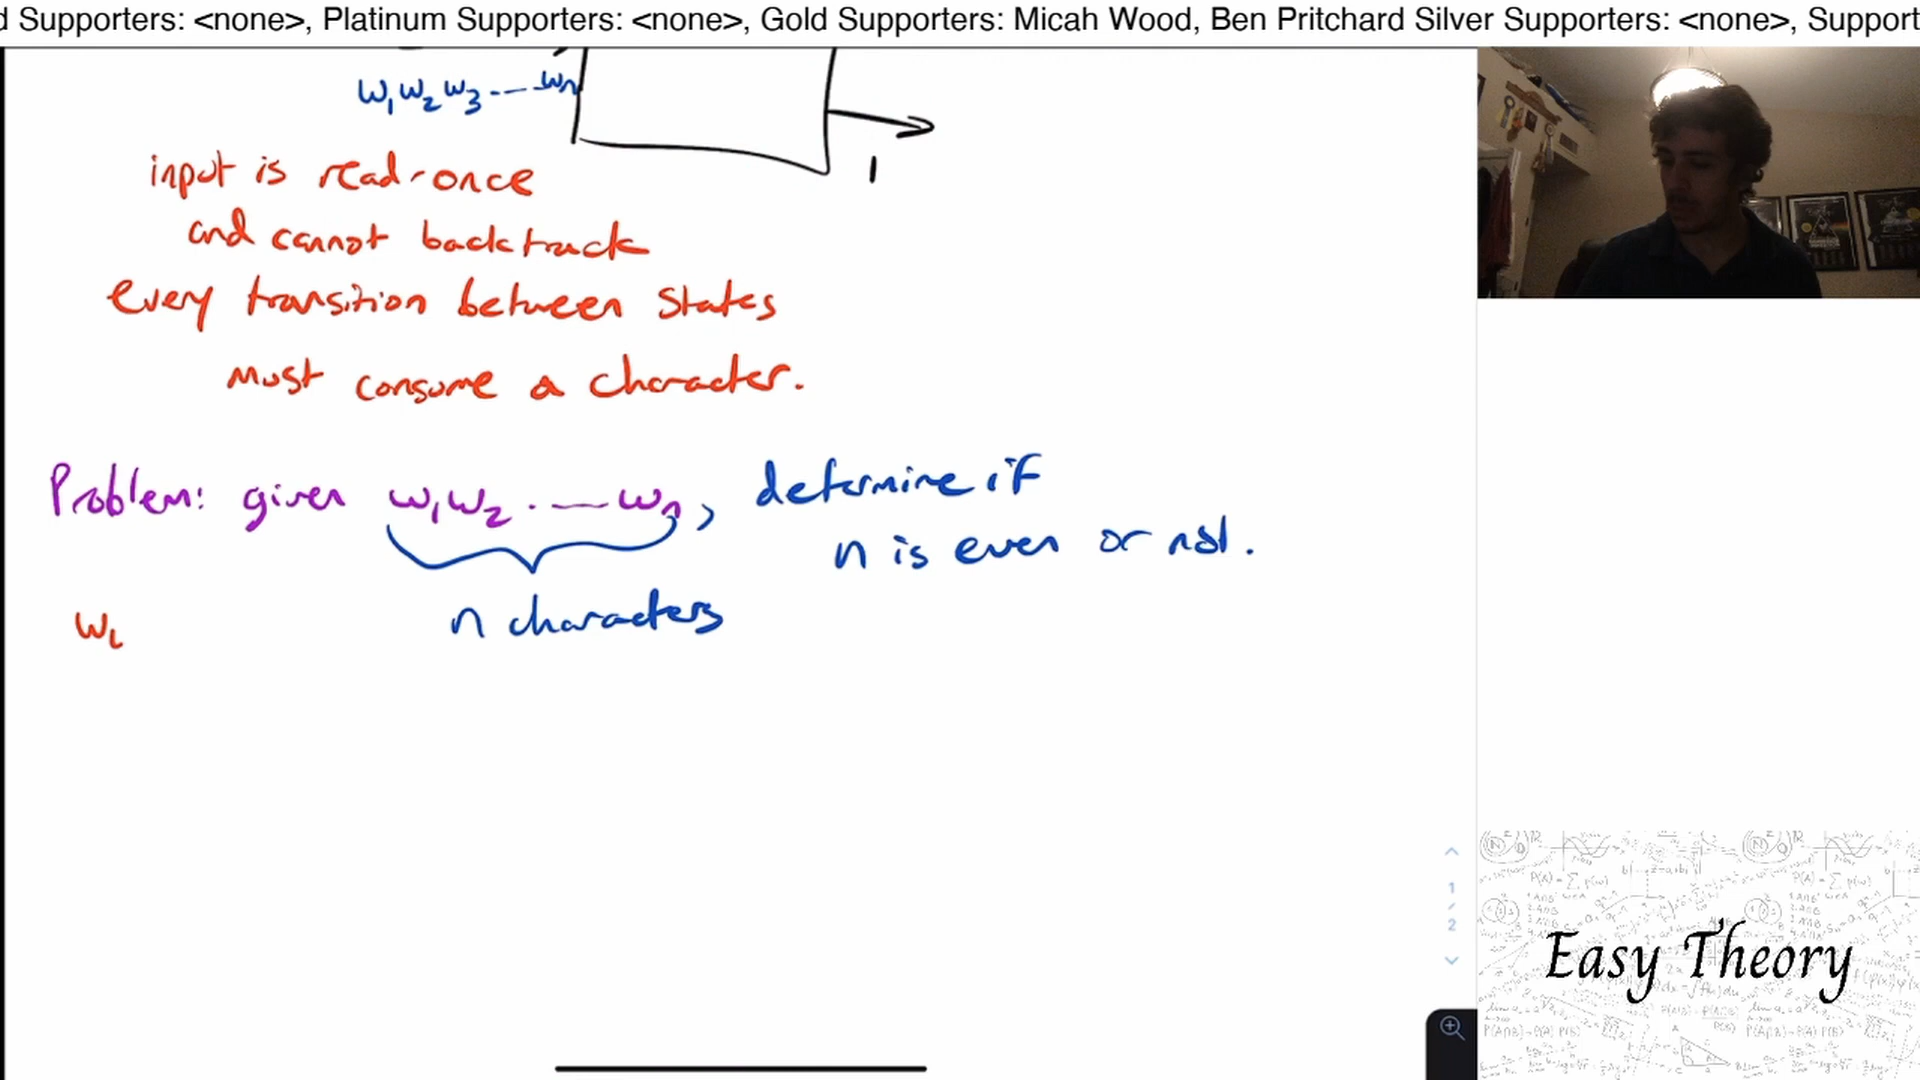 d Supporters: <none>, Platinum Supporters: <none>, Gold Supporters: Micah Wood, Ben Pritchard Silver Supporters: <none>, Support
w₁w₂w₃----wₙ
1
input is read-once
and cannot backtrack
every transition between states
must consume a character.
Problem: given w₁w₂.—wₙ, determine if
n is even or not.
n characters
w
1
2
Easy Theory